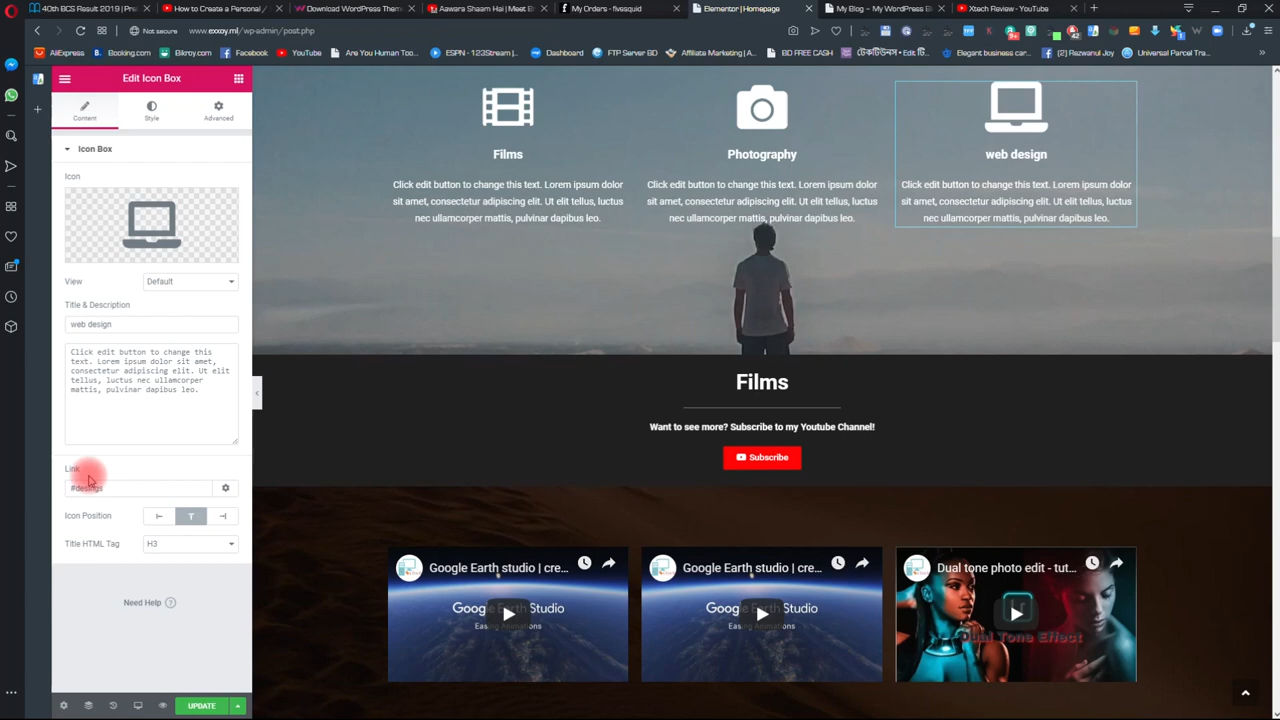 40th BCS Result 2019 | Prel
How to Create a Personal /
Download WordPress Them
Aawara Shaam Hai | Meet Br
My Orders - fivesquid
Elementor | Homepage
My Blog – My WordPress B
Xtech Review - YouTube
Not secure
www.exxoy.ml/wp-admin/post.php
AliExpress
Booking.com
Bikroy.com
Facebook
YouTube
Are You Human Too...
ESPN - 123Stream |...
Dashboard
FTP Server BD
Affiliate Marketing |...
BD FREE CASH
Elegant business car...
(4) Rezwanul Joy
Universal Parcel Tra...
Edit Icon Box
Content
Style
Advanced
Icon Box
Icon
View
Default
Title & Description
web design
Click edit button to change this
text. Lorem ipsum dolor sit amet,
consectetur adipiscing elit. Ut elit
tellus, luctus nec ullamcorper
mattis, pulvinar dapibus leo.
Link
Icon Position
Title HTML Tag
H3
Need Help
UPDATE
Films
Click edit button to change this text. Lorem ipsum dolor
sit amet, consectetur adipiscing elit. Ut elit tellus, luctus
nec ullamcorper mattis, pulvinar dapibus leo.
Photography
Click edit button to change this text. Lorem ipsum dolor
sit amet, consectetur adipiscing elit. Ut elit tellus, luctus
nec ullamcorper mattis, pulvinar dapibus leo.
web design
Click edit button to change this text. Lorem ipsum dolor
sit amet, consectetur adipiscing elit. Ut elit tellus, luctus
nec ullamcorper mattis, pulvinar dapibus leo.
Films
Want to see more? Subscribe to my Youtube Channel!
Subscribe
Google Earth studio | cre...
Google Earth Studio
Easing Animations
Google Earth studio | cre...
Google Earth Studio
Easing Animations
Dual tone photo edit - tut...
Dual Tone Effect